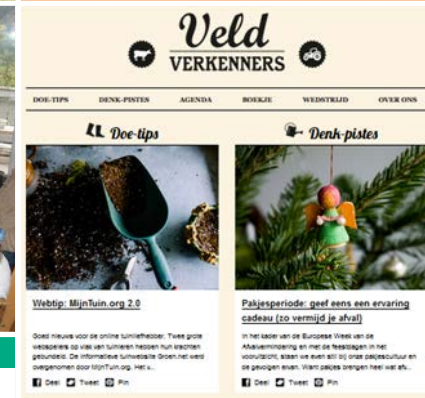 Veld
VERKENNERS
DOE-TIPS DENK-PISTES AGENDA BOEKJE WEDSTRIJD OVER ONS
Doe-tips
Webtip: MijnTuin.org 2.0
Goed nieuws voor de online tuinliefhebber. Twee grote
webspelers op vlak van tuinieren hebben hun krachten
gebundeld. De informatieve tuinwebsite Groen.net werd
overgenomen door MijnTuin.org. Het v...
Deel Tweet Pin
Denk-pistes
Pakjesperiode: geef eens een ervaring
cadeau (zo vermijd je afval)
In het kader van de Europese Week van de
Afvalvermindering en met de feestdagen in het
vooruitzicht, staan we even stil bij onze pakjescultuur en
de gevolgen ervan. Want pakjes brengen heel wat afv...
Deel Tweet Pin